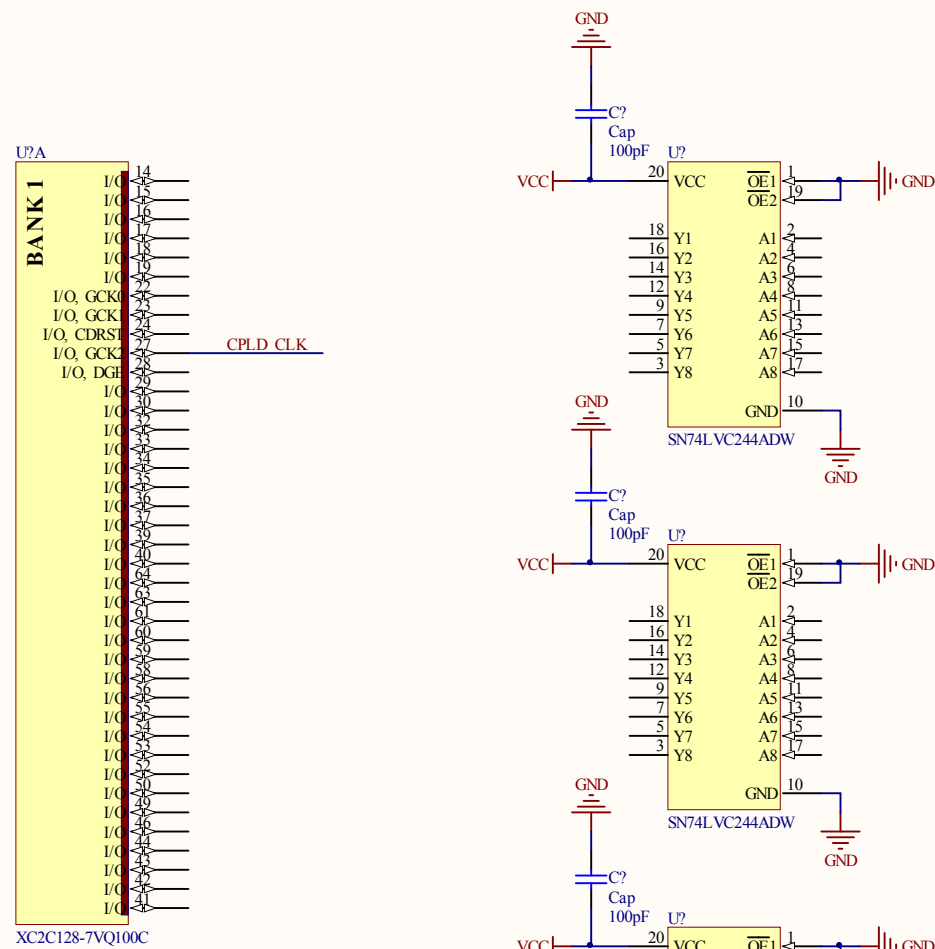 U?A
BANK 1
I/O 14
I/O 15
I/O 16
I/O 17
I/O 18
I/O 19
I/O, GCK0 22
I/O, GCK1 23
I/O, CDRST 24
I/O, GCK2 27 CPLD CLK
I/O, DGE 28
I/O 29
I/O 30
I/O 32
I/O 33
I/O 34
I/O 35
I/O 36
I/O 37
I/O 39
I/O 40
I/O 64
I/O 63
I/O 61
I/O 60
I/O 59
I/O 58
I/O 56
I/O 55
I/O 54
I/O 53
I/O 52
I/O 50
I/O 49
I/O 46
I/O 44
I/O 43
I/O 42
I/O 41
XC2C128-7VQ100C
GND
C?
Cap
100pF
U?
VCC 20 VCC OE1 1 GND
OE2 19
18 Y1 A1 2
16 Y2 A2 4
14 Y3 A3 6
12 Y4 A4 8
9 Y5 A5 11
7 Y6 A6 13
5 Y7 A7 15
3 Y8 A8 17
GND 10
SN74LVC244ADW
GND
GND
C?
Cap
100pF
U?
VCC 20 VCC OE1 1 GND
OE2 19
18 Y1 A1 2
16 Y2 A2 4
14 Y3 A3 6
12 Y4 A4 8
9 Y5 A5 11
7 Y6 A6 13
5 Y7 A7 15
3 Y8 A8 17
GND 10
SN74LVC244ADW
GND
GND
C?
Cap
100pF
U?
VCC 20 VCC OE1 1 GND